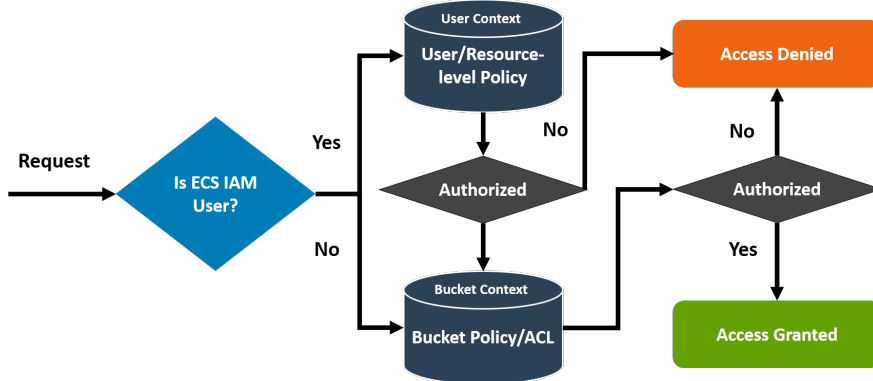 User Context
User/Resource-
level Policy
Access Denied
Yes
No
No
Request
Is ECS IAM
User?
Authorized
Authorized
No
Yes
Bucket Context
Bucket Policy/ACL
Access Granted